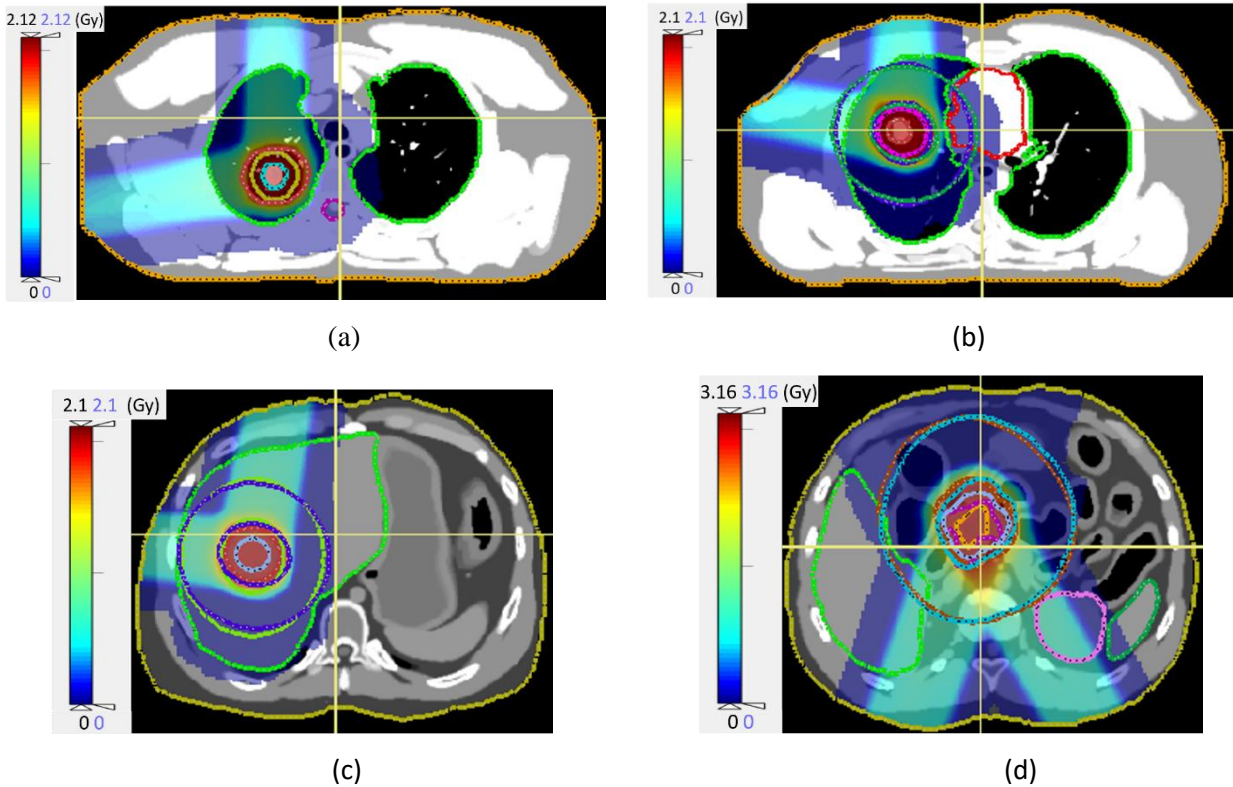 2.12 2.12 (Gy)
0 0
(a)
2.1 2.1 (Gy)
0 0
(b)
2.1 2.1 (Gy)
0 0
(c)
3.16 3.16 (Gy)
0 0
(d)